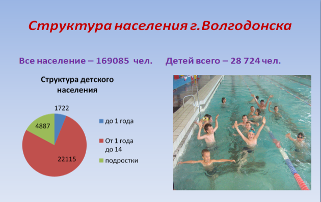 Структура населения г.Волгодонска
Все население – 169085 чел.
Детей всего – 28 724 чел.
Структура детского
населения
1722
4887
22115
до 1 года
От 1 года
до 14
подростки